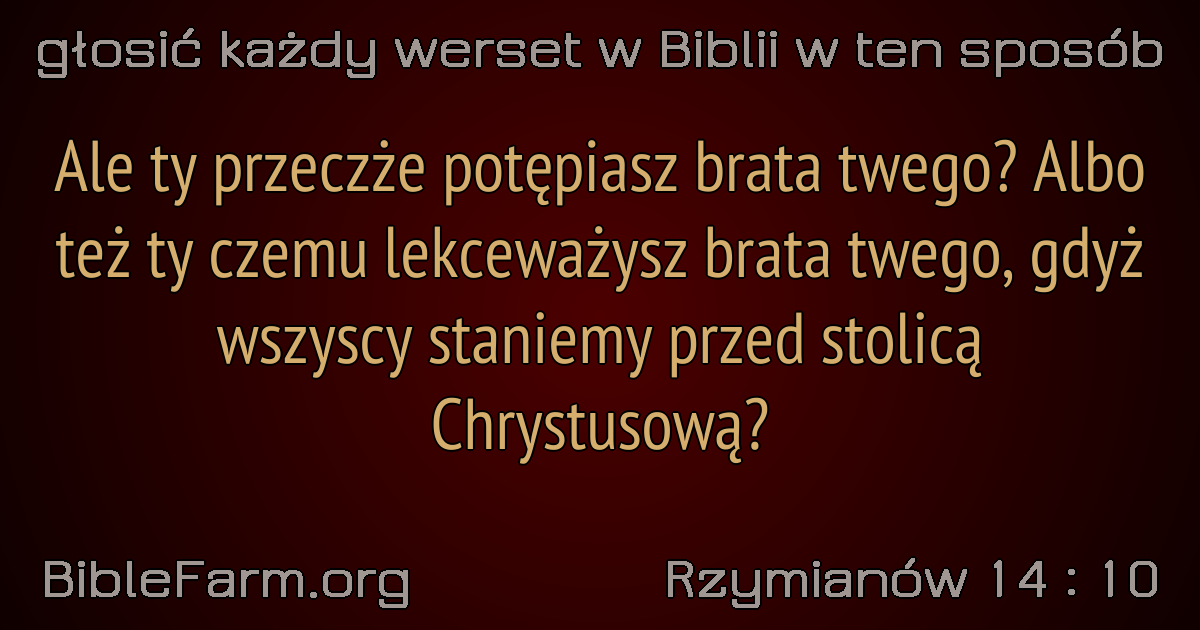 głosić każdy werset w Biblii w ten sposób
Ale ty przeczże potępiasz brata twego? Albo
też ty czemu lekceważysz brata twego, gdyż
wszyscy staniemy przed stolicą
Chrystusową?
BibleFarm.org
Rzymianów 14 : 10